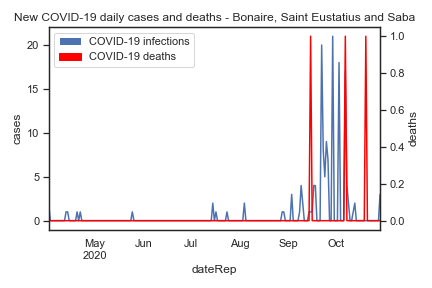 New COVID-19 daily cases and deaths - Bonaire, Saint Eustatius and Saba
COVID-19 infections
COVID-19 deaths
20
15
10
5
0
cases
1.0
0.8
0.6
0.4
0.2
0.0
deaths
May Jun Jul Aug Sep Oct
2020
dateRep